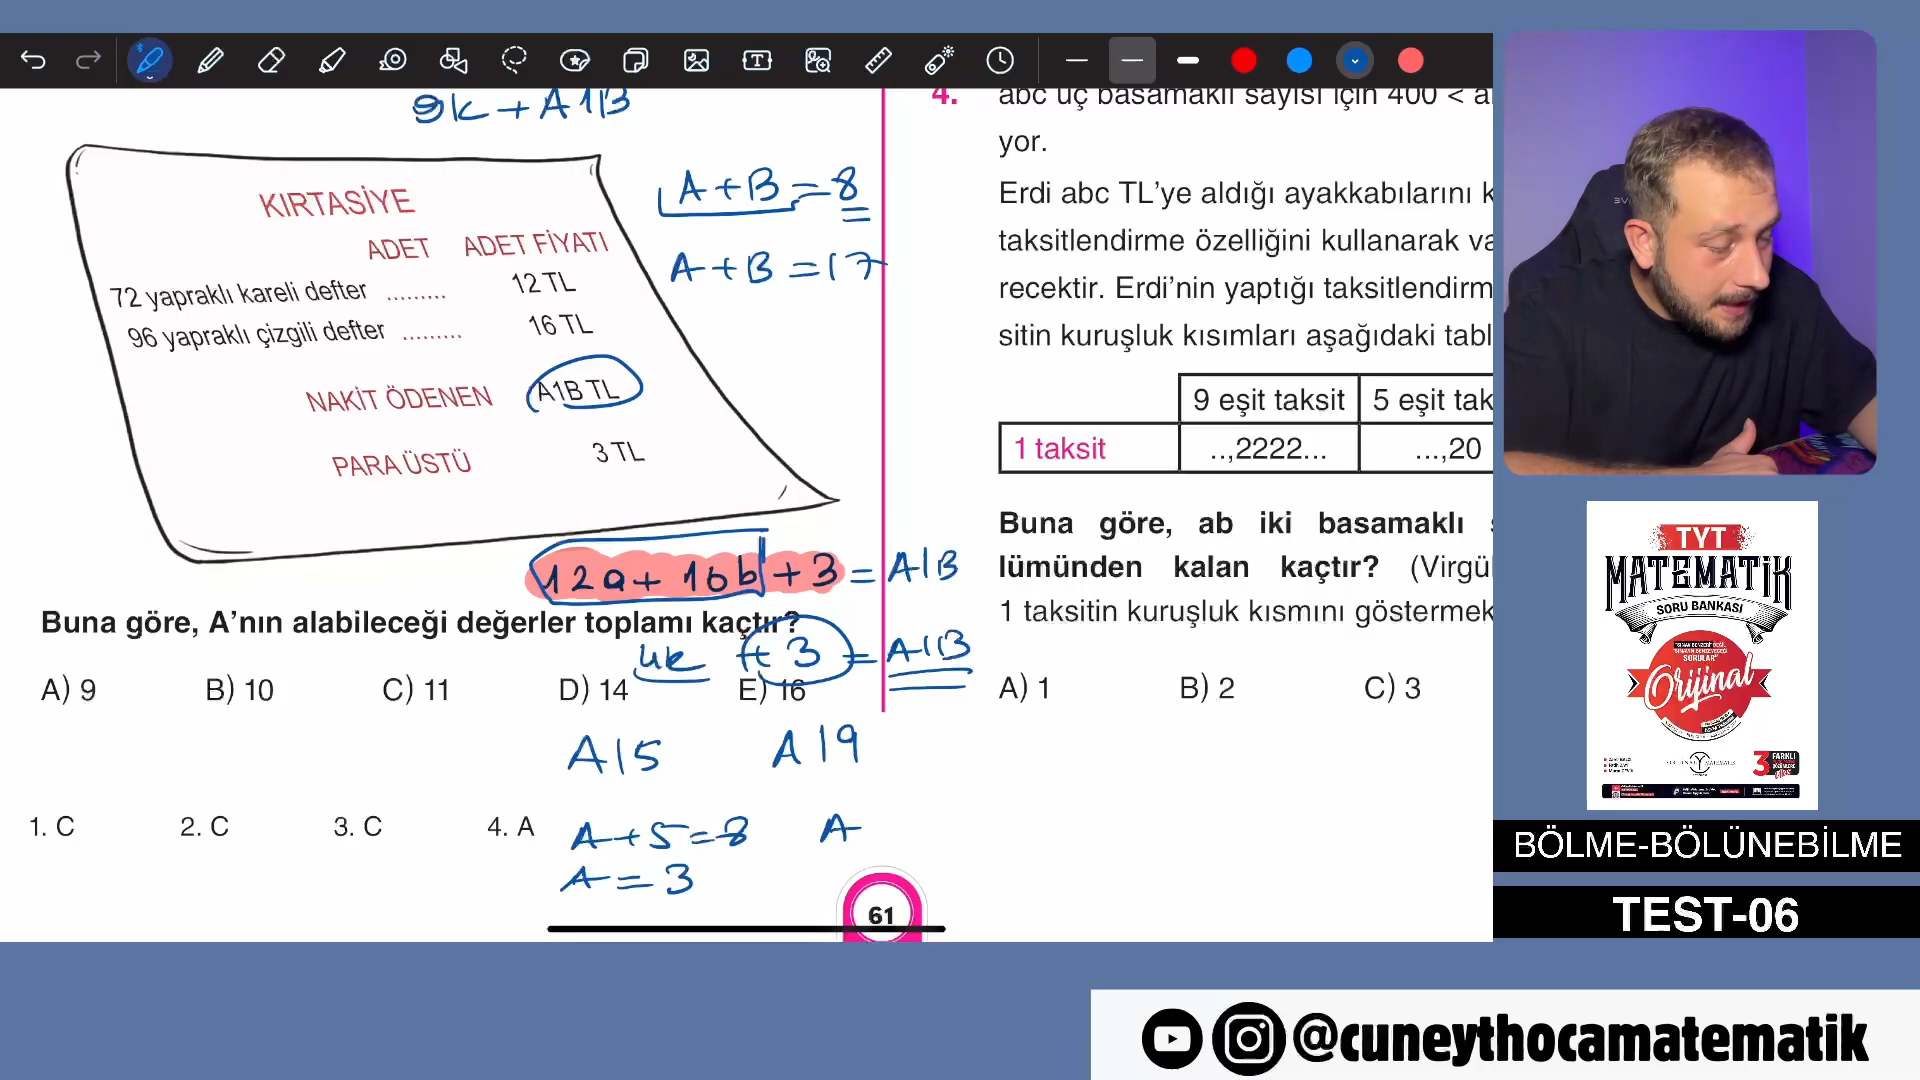 9k + A1B
KIRTASİYE
ADET ADET FİYATI
72 yapraklı kareli defter ......... 12 TL
96 yapraklı çizgili defter ......... 16 TL
NAKİT ÖDENEN A1B TL
PARA ÜSTÜ 3 TL
A+B=8
A+B=17
12a+16b+3=A1B
Buna göre, A’nın alabileceği değerler toplamı kaçtır?
4k + 3 = A1B
A) 9 B) 10 C) 11 D) 14 E) 16
A15 A19
A+5=8 A
A=3
1. C 2. C 3. C 4. A
61
4. abc üç basamaklı sayısı için 400 < a
yor.
Erdi abc TL’ye aldığı ayakkabılarını k
taksitlendirme özelliğini kullanarak va
recektir. Erdi’nin yaptığı taksitlendirm
sitin kuruşluk kısımları aşağıdaki tabl
9 eşit taksit 5 eşit tak
1 taksit ..,2222... ...,20
Buna göre, ab iki basamaklı s
lümünden kalan kaçtır? (Virgül
1 taksitin kuruşluk kısmını göstermek
A) 1 B) 2 C) 3
TYT
MATEMATİK
SORU BANKASI
Orijinal
3 FARKLI
BÖLME-BÖLÜNEBİLME
TEST-06
@cuneythocamatematik